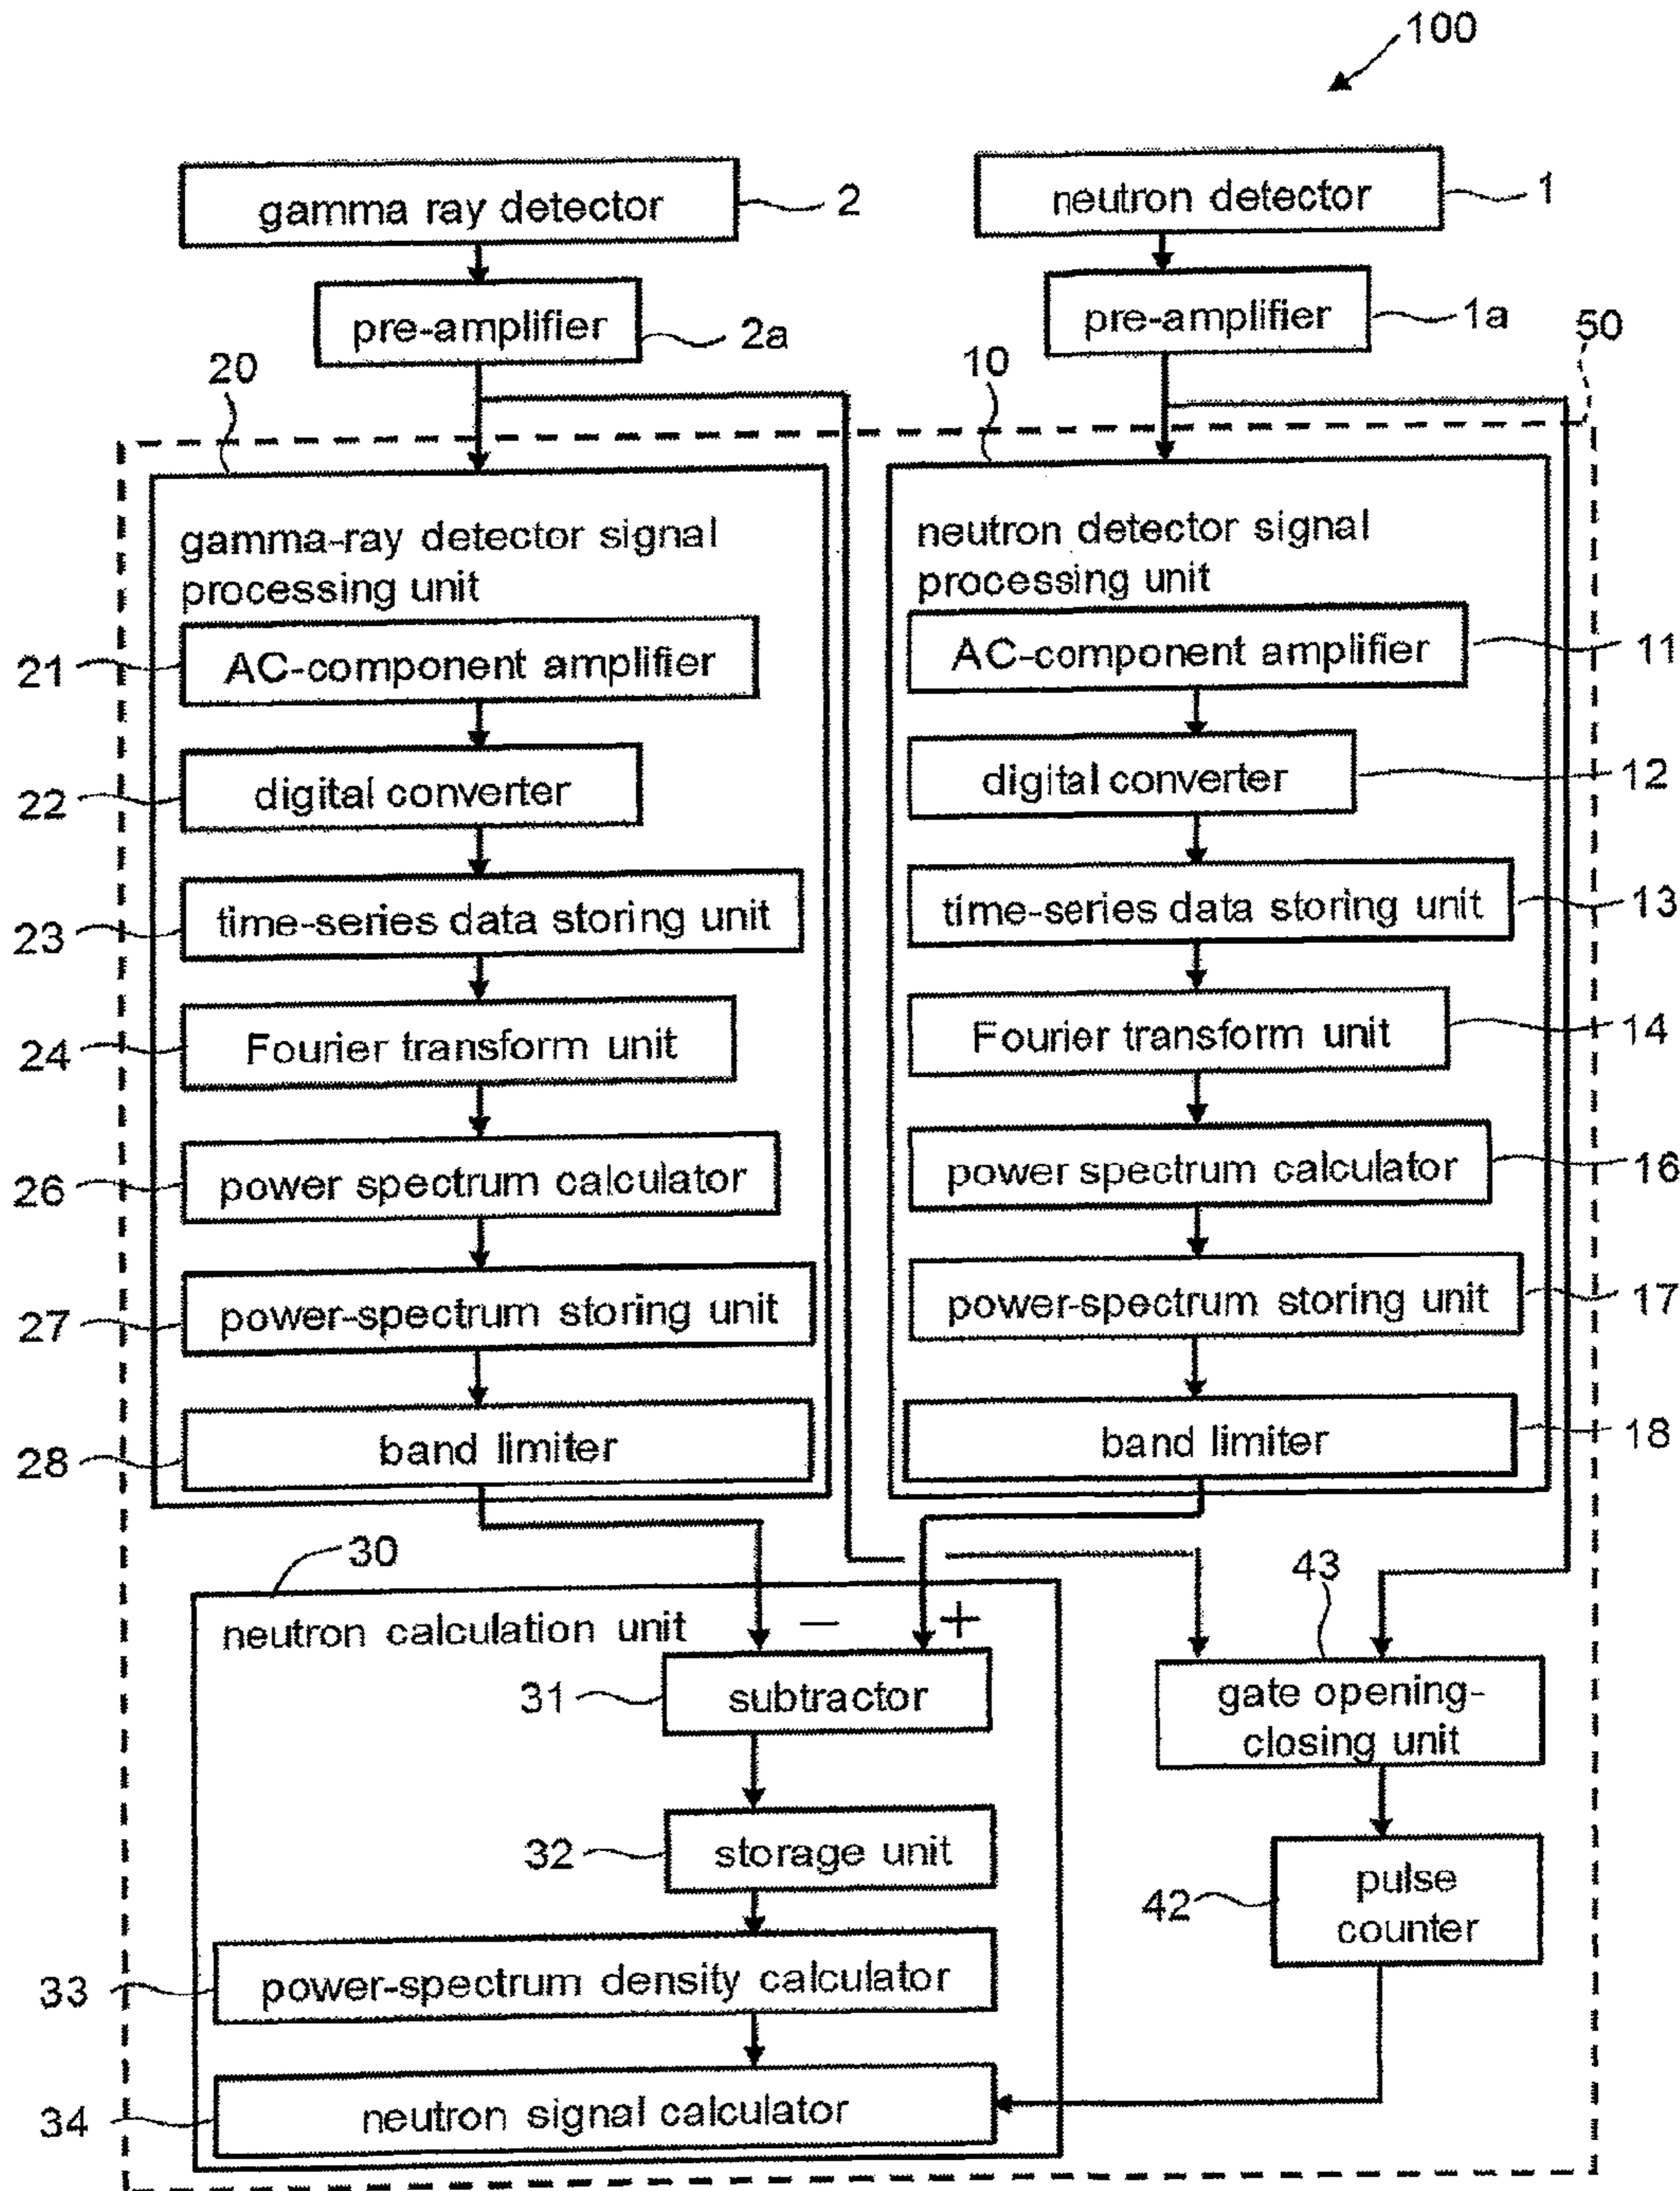 100
gamma ray detector
2
neutron detector
1
pre-amplifier
2a
pre-amplifier
1a
50
20
10
gamma-ray detector signal
processing unit
neutron detector signal
processing unit
21
AC-component amplifier
AC-component amplifier
11
22
digital converter
digital converter
12
23
time-series data storing unit
time-series data storing unit
13
24
Fourier transform unit
Fourier transform unit
14
26
power spectrum calculator
power spectrum calculator
16
27
power-spectrum storing unit
power-spectrum storing unit
17
28
band limiter
band limiter
18
30
neutron calculation unit
− +
43
31
subtractor
gate opening-
closing unit
32
storage unit
42
pulse
counter
33
power-spectrum density calculator
34
neutron signal calculator